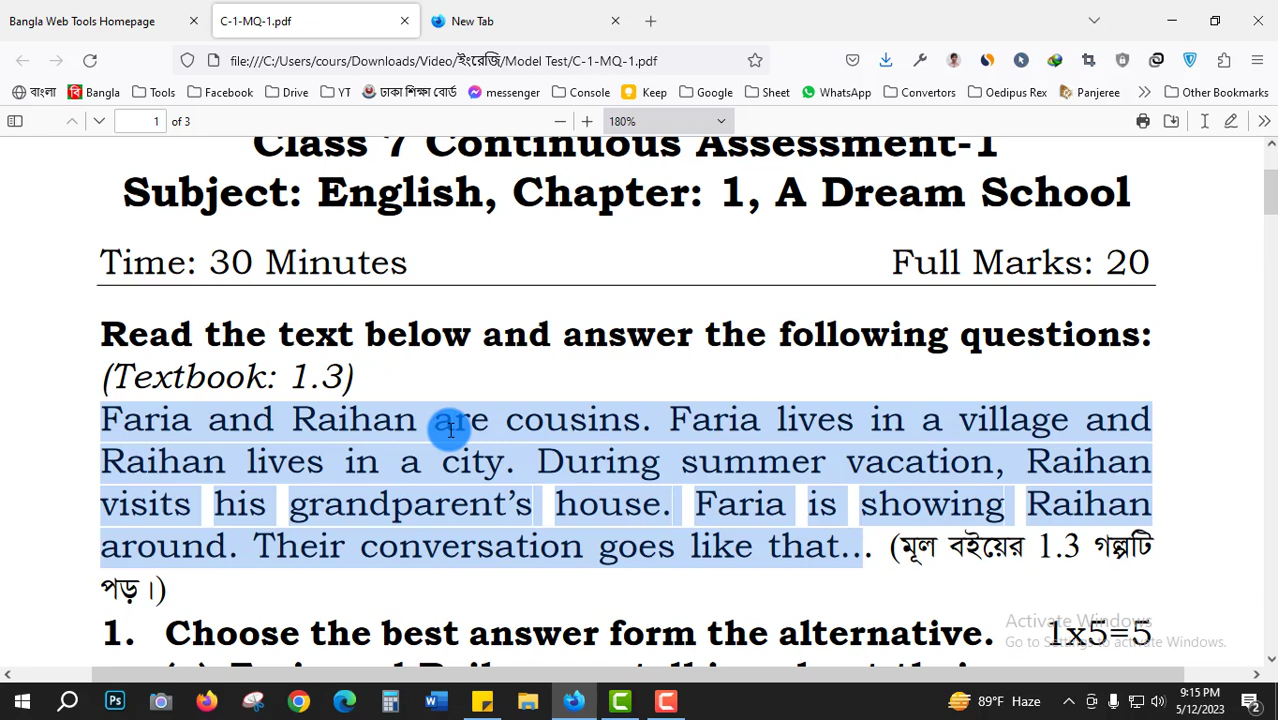 Bangla Web Tools Homepage
C-1-MQ-1.pdf
New Tab
file:///C:/Users/cours/Downloads/Video/ইংরেজি/Model Test/C-1-MQ-1.pdf
বাংলা Bangla Tools Facebook Drive YT ঢাকা শিক্ষা বোর্ড messenger Console Keep Google Sheet WhatsApp Convertors Oedipus Rex Panjeree Other Bookmarks
1 of 3 180%
Class 7 Continuous Assessment-1
Subject: English, Chapter: 1, A Dream School
Time: 30 Minutes Full Marks: 20
Read the text below and answer the following questions:
(Textbook: 1.3)
Faria and Raihan are cousins. Faria lives in a village and
Raihan lives in a city. During summer vacation, Raihan
visits his grandparent's house. Faria is showing Raihan
around. Their conversation goes like that... (মূল বইয়ের 1.3 গল্পটি
পড়।)
1. Choose the best answer form the alternative. 1x5=5
Activate Windows
Go to Settings to activate Windows.
89°F Haze
9:15 PM
5/12/2023
2